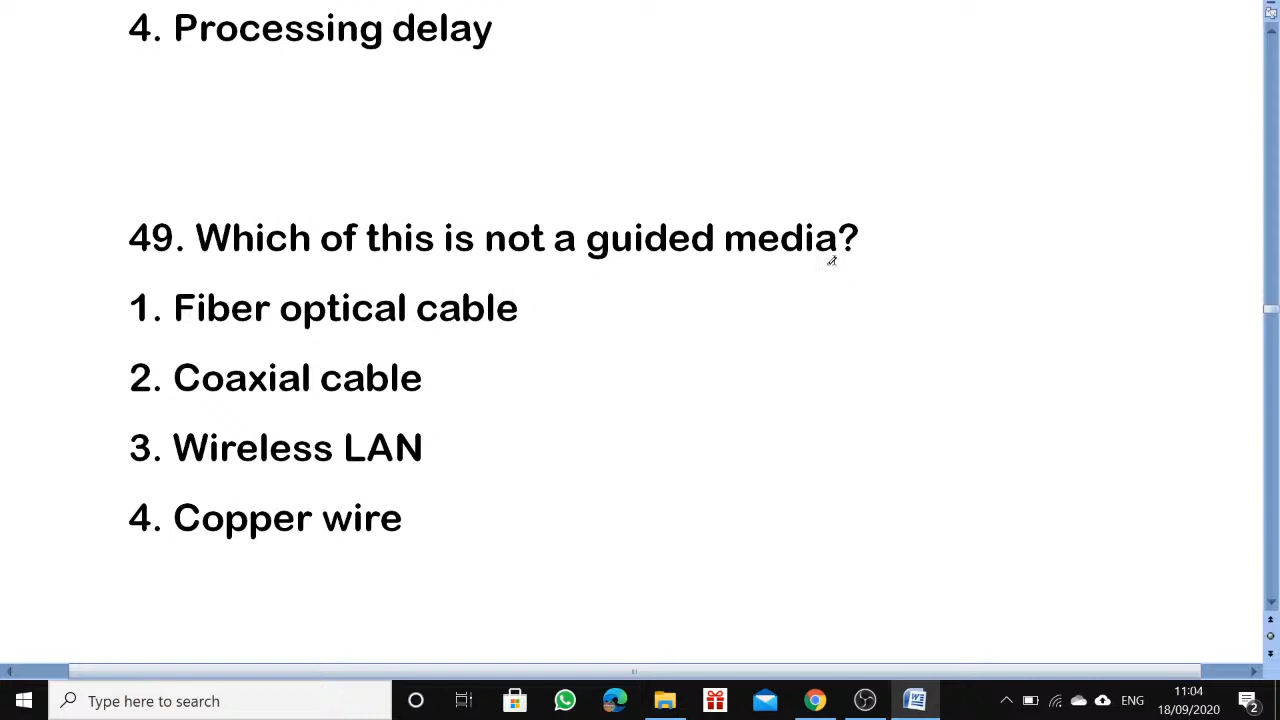 4. Processing delay
49. Which of this is not a guided media?
1. Fiber optical cable
2. Coaxial cable
3. Wireless LAN
4. Copper wire
Type here to search
ENG
11:04
18/09/2020
2